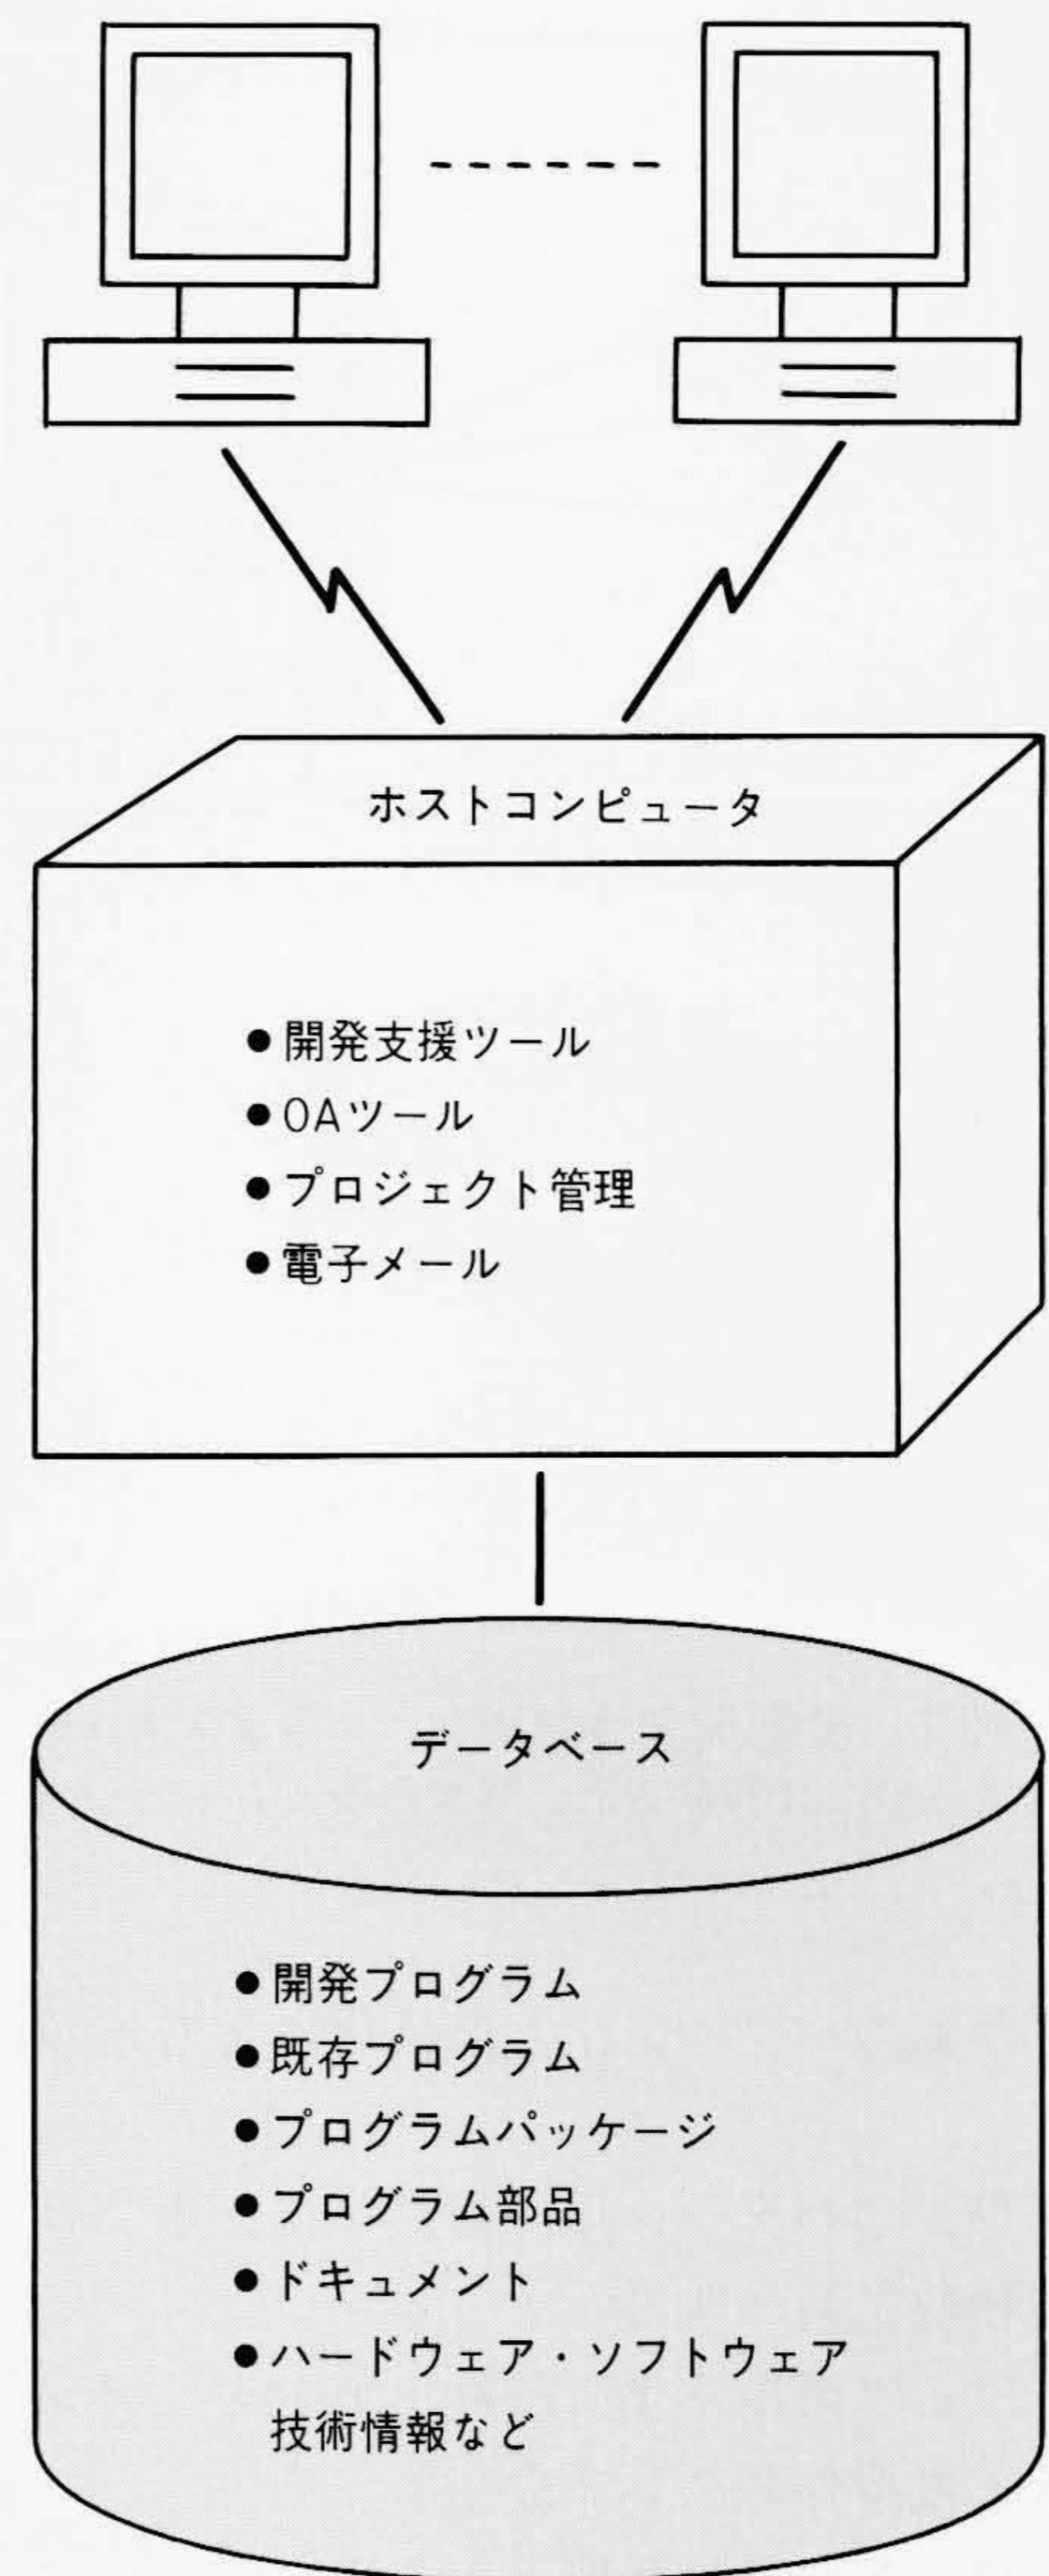 ホストコンピュータ
●開発支援ツール
●OAツール
●プロジェクト管理
●電子メール
データベース
●開発プログラム
●既存プログラム
●プログラムパッケージ
●プログラム部品
●ドキュメント
●ハードウェア・ソフトウェア
技術情報など